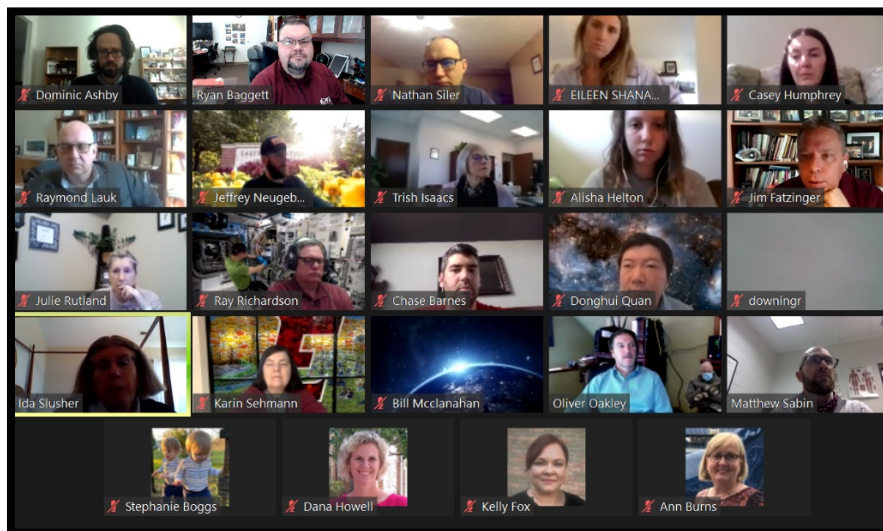 Dominic Ashby
Ryan Baggett
Nathan Siler
EILEEN SHANA...
Casey Humphrey
Raymond Lauk
Jeffrey Neugeb...
Trish Isaacs
Alisha Helton
Jim Fatzinger
Julie Rutland
Ray Richardson
Chase Barnes
Donghui Quan
downingr
Ida Slusher
Karin Sehmann
Bill Mcclanahan
Oliver Oakley
Matthew Sabin
Stephanie Boggs
Dana Howell
Kelly Fox
Ann Burns